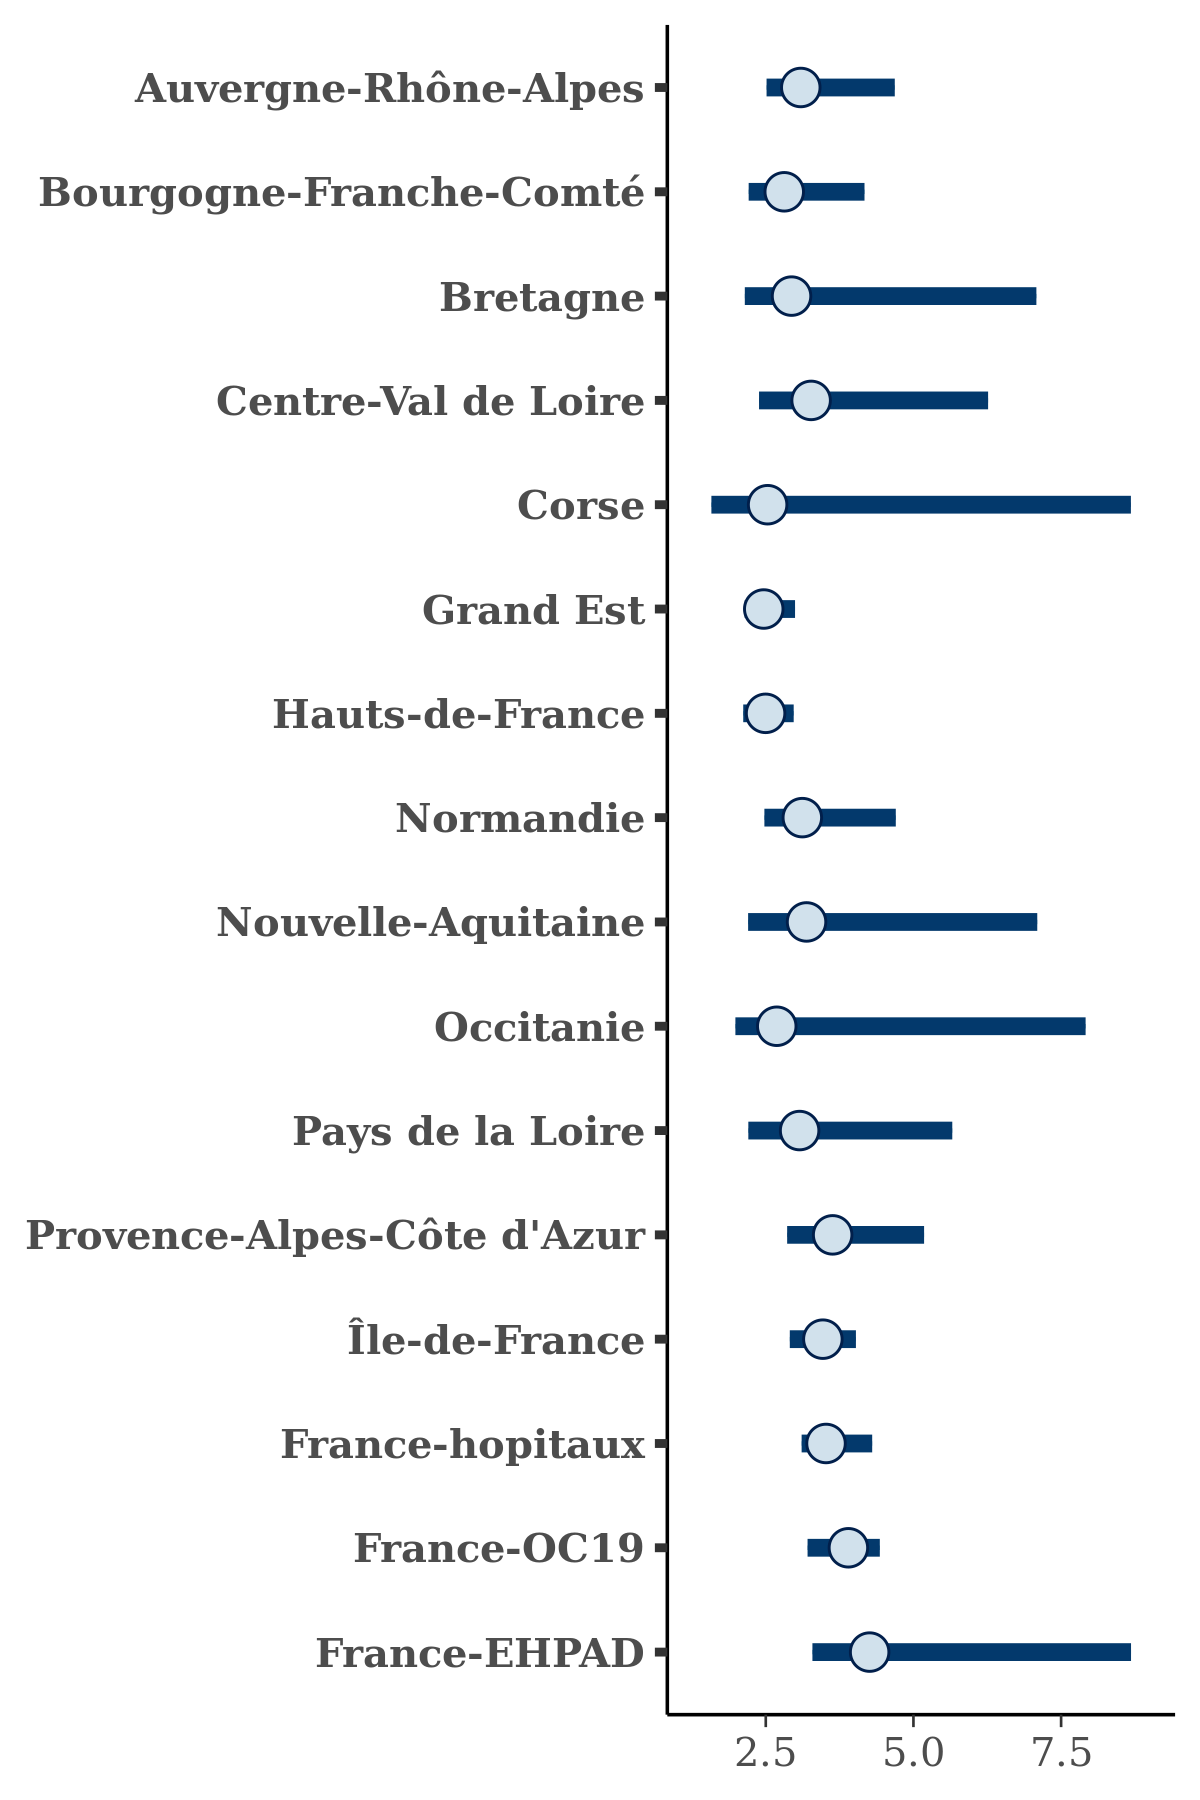 Auvergne-Rhône-Alpes
Bourgogne-Franche-Comté
Bretagne
Centre-Val de Loire
Corse
Grand Est
Hauts-de-France
Normandie
Nouvelle-Aquitaine
Occitanie
Pays de la Loire
Provence-Alpes-Côte d'Azur
Île-de-France
France-hopitaux
France-OC19
France-EHPAD
2.5 5.0 7.5